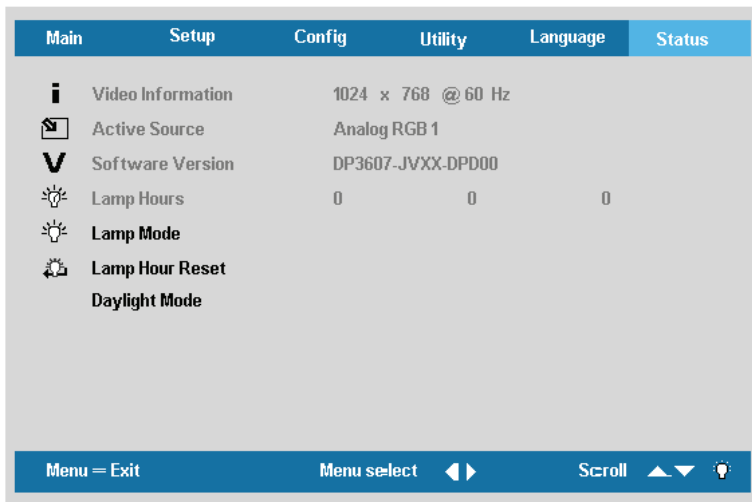 Main Setup Config Utility Language Status
i Video Information 1024 x 768 @ 60 Hz
Active Source Analog RGB 1
V Software Version DP3607-JVXX-DPD00
Lamp Hours 0 0 0
Lamp Mode
Lamp Hour Reset
Daylight Mode
Menu = Exit Menu select Scroll